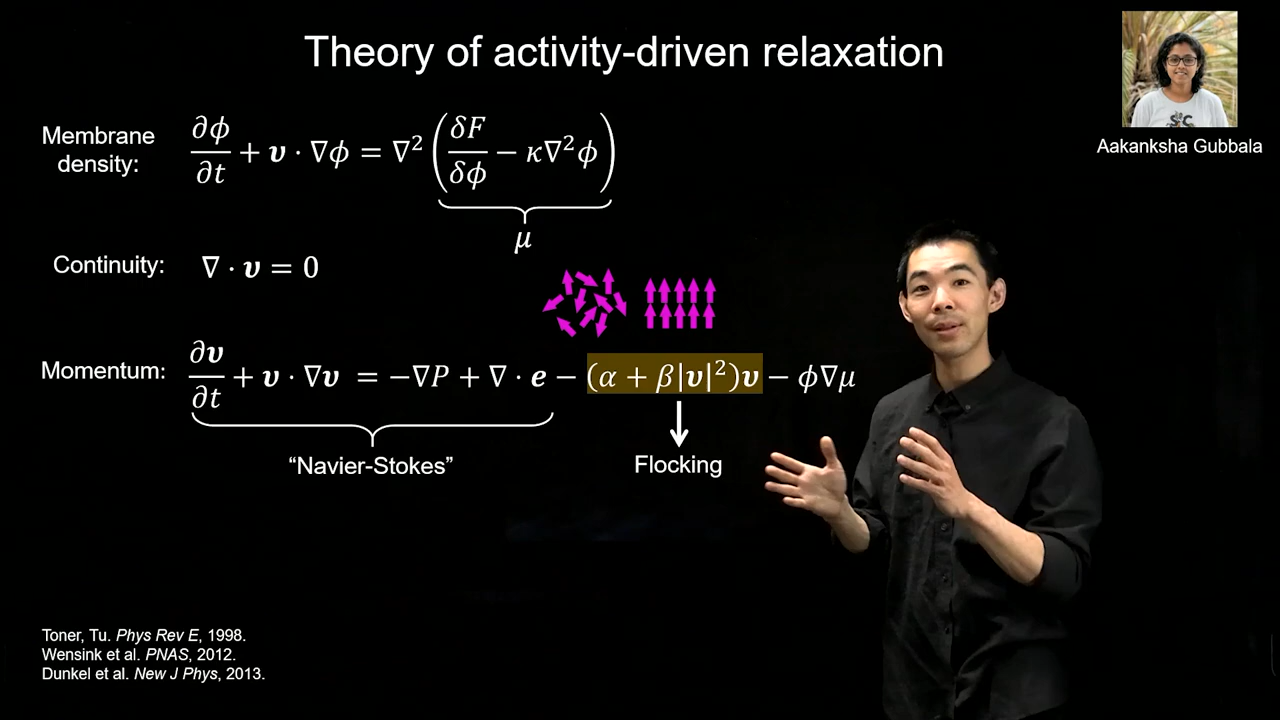 Theory of activity-driven relaxation
Aakanksha Gubbala
Membrane
density:
∂ϕ/∂t + 𝒗 · ∇ϕ = ∇²(δF/δϕ − κ∇²ϕ)
μ
Continuity:
∇ · 𝒗 = 0
Momentum:
∂𝒗/∂t + 𝒗 · ∇𝒗 = −∇P + ∇ · 𝒆 − (α + β|𝒗|²)𝒗 − ϕ∇μ
“Navier-Stokes”
Flocking
Toner, Tu. Phys Rev E, 1998.
Wensink et al. PNAS, 2012.
Dunkel et al. New J Phys, 2013.